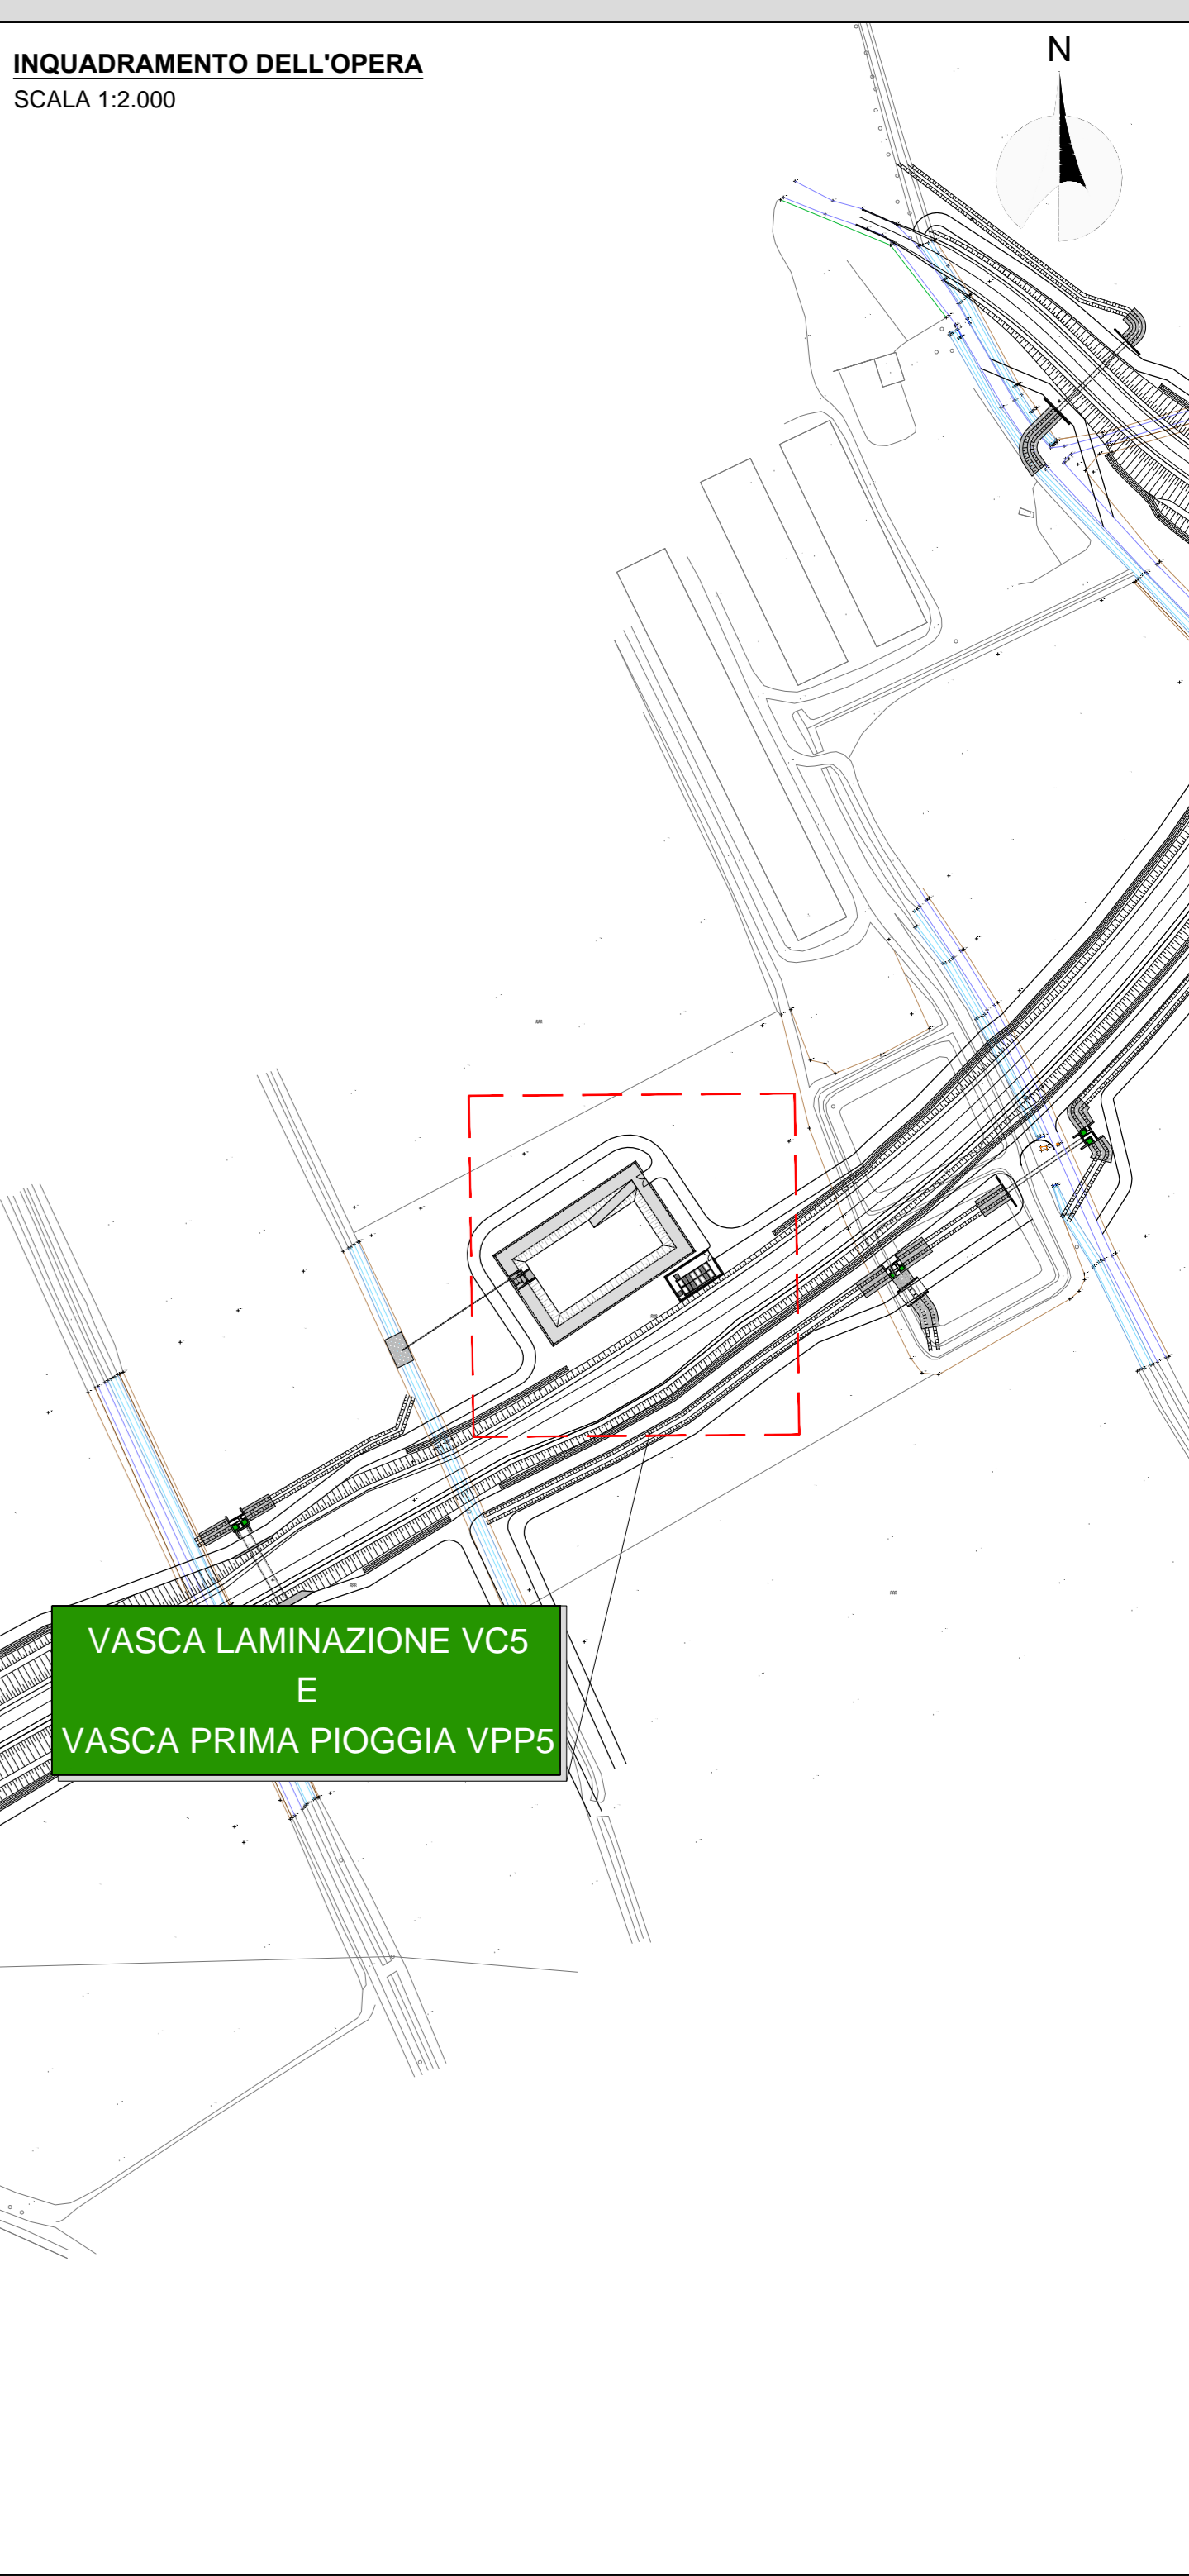 INQUADRAMENTO DELL'OPERA
SCALA 1:2.000
N
VASCA LAMINAZIONE VC5
E
VASCA PRIMA PIOGGIA VPP5